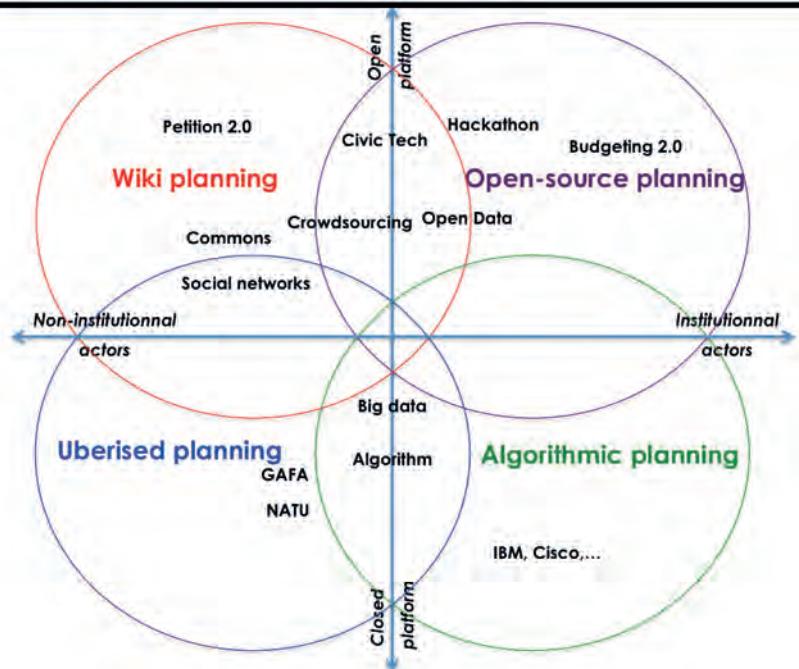 Open
platform
Petition 2.0
Civic Tech
Hackathon
Budgeting 2.0
Wiki planning
Open-source planning
Crowdsourcing
Open Data
Commons
Social networks
Non-institutionnal
actors
Institutionnal
actors
Big data
Uberised planning
Algorithm
Algorithmic planning
GAFA
NATU
IBM, Cisco,...
Closed
platform